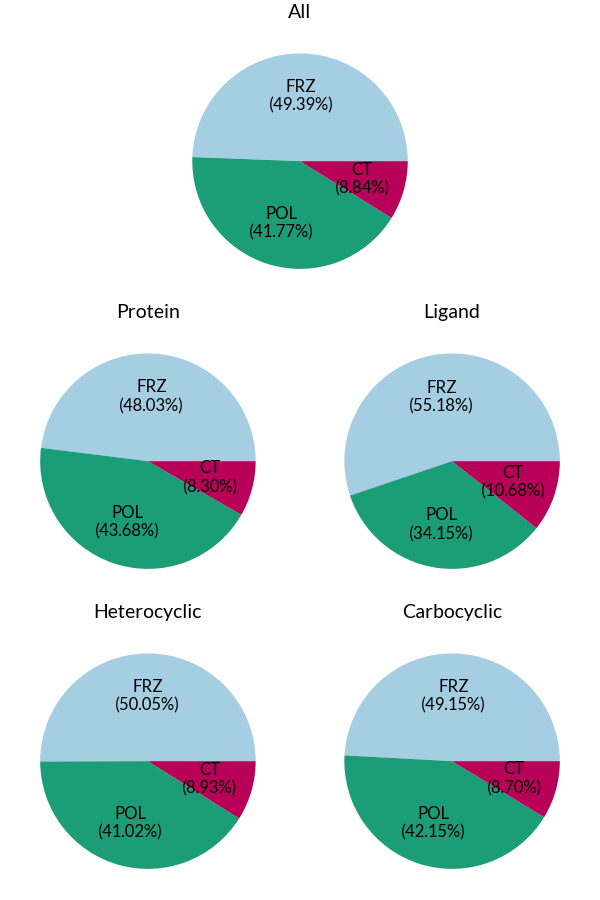 All
FRZ
(49.39%)
CT
(8.84%)
POL
(41.77%)
Protein
FRZ
(48.03%)
CT
(8.30%)
POL
(43.68%)
Ligand
FRZ
(55.18%)
CT
(10.68%)
POL
(34.15%)
Heterocyclic
FRZ
(50.05%)
CT
(8.93%)
POL
(41.02%)
Carbocyclic
FRZ
(49.15%)
CT
(8.70%)
POL
(42.15%)